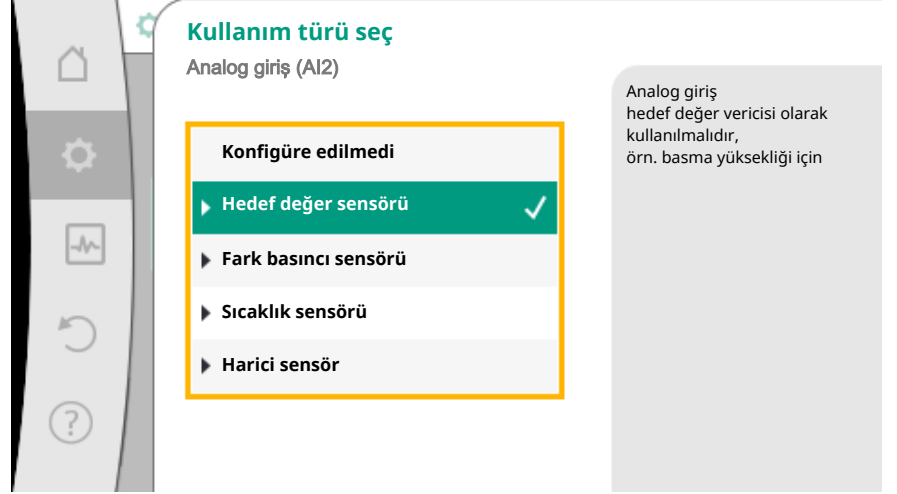 Kullanım türü seç
Analog giriş (AI2)
Konfigüre edilmedi
Hedef değer sensörü
Fark basıncı sensörü
Sıcaklık sensörü
Harici sensör
Analog giriş
hedef değer vericisi olarak
kullanılmalıdır,
örn. basma yüksekliği için
?